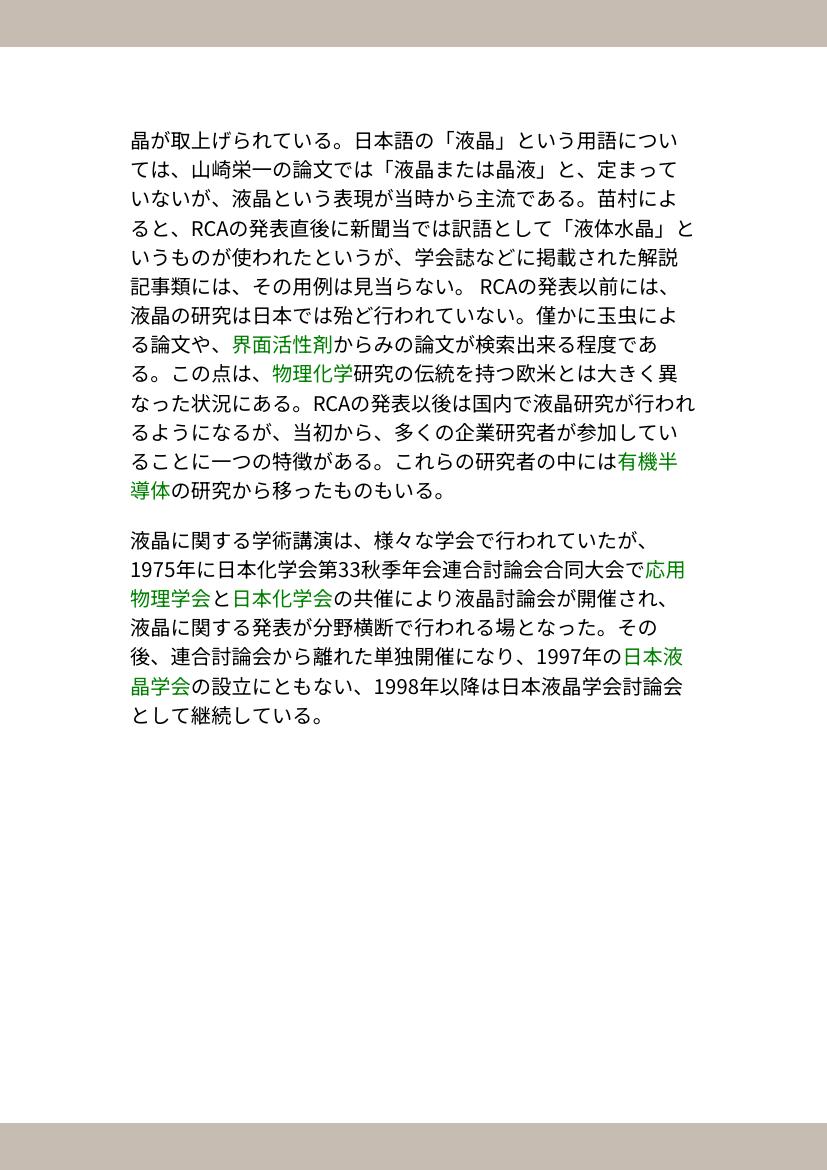 晶が取上げられている。日本語の「液晶」という用語につい
ては、山崎栄一の論文では「液晶または晶液」と、定まって
いないが、液晶という表現が当時から主流である。苗村によ
ると、RCAの発表直後に新聞当では訳語として「液体水晶」と
いうものが使われたというが、学会誌などに掲載された解説
記事類には、その用例は見当らない。 RCAの発表以前には、
液晶の研究は日本では殆ど行われていない。僅かに玉虫によ
る論文や、界面活性剤からみの論文が検索出来る程度であ
る。この点は、物理化学研究の伝統を持つ欧米とは大きく異
なった状況にある。RCAの発表以後は国内で液晶研究が行われ
るようになるが、当初から、多くの企業研究者が参加してい
ることに一つの特徴がある。これらの研究者の中には有機半
導体の研究から移ったものもいる。
液晶に関する学術講演は、様々な学会で行われていたが、
1975年に日本化学会第33秋季年会連合討論会合同大会で応用
物理学会と日本化学会の共催により液晶討論会が開催され、
液晶に関する発表が分野横断で行われる場となった。その
後、連合討論会から離れた単独開催になり、1997年の日本液
晶学会の設立にともない、1998年以降は日本液晶学会討論会
として継続している。